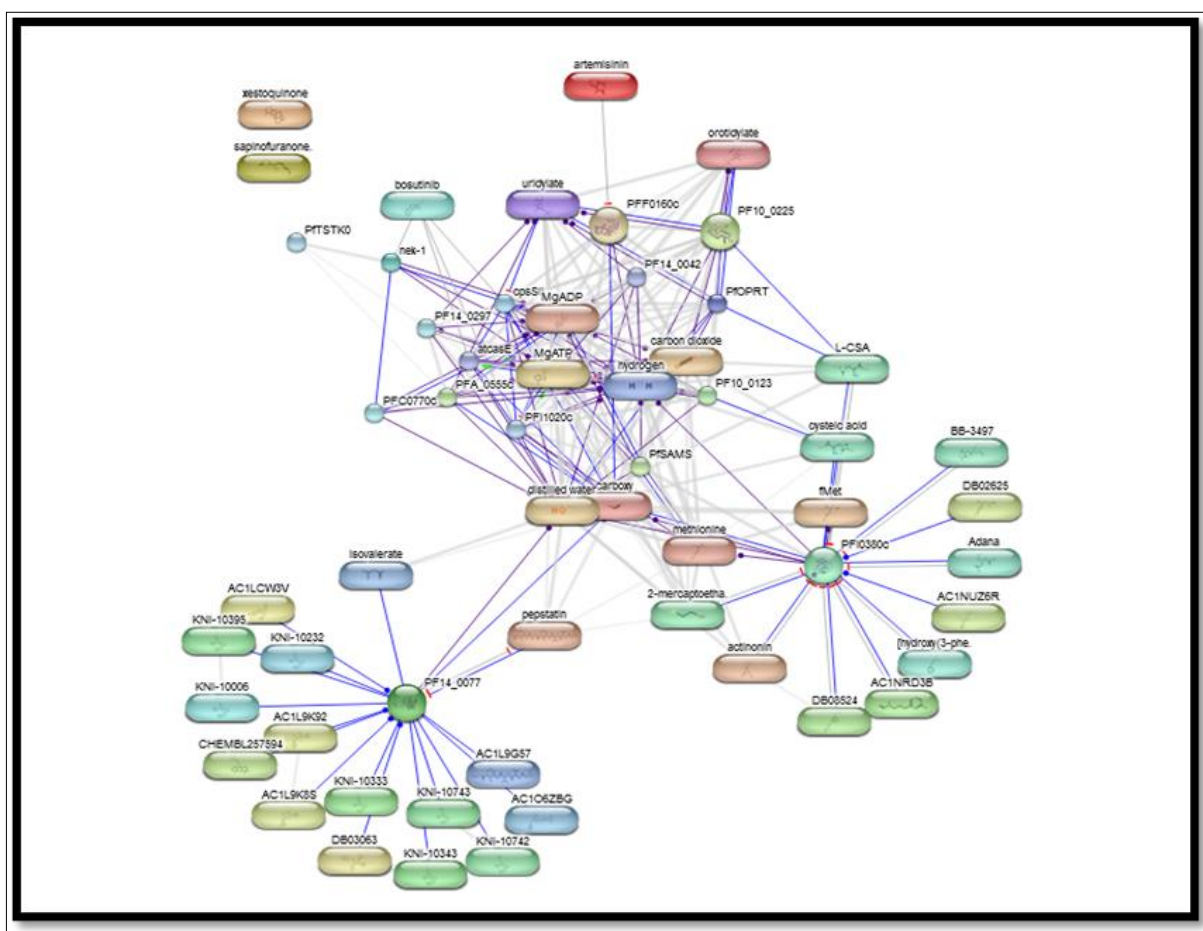 artemisinin
xestoquinone
orotidylate
sapinofuranone.
bosutinib
uridylate
PFF0160c
PF10_0225
PfTSTK0
nek-1
PF14_0042
cpsSII
MgADP
PfOPRT
PF14_0297
carbon dioxide
L-CSA
atcasE
MgATP
hydrogen
PFA_0555c
PF10_0123
PFC0770c
PFI1020c
cysteic acid
BB-3497
PfSAMS
DB02625
distilled water
carboxy
fMet
methionine
PFI0380c
Adana
Isovalerate
AC1LCW3V
2-mercaptoetha.
AC1NUZ6R
KNI-10395
KNI-10232
pepstatin
actinonin
[hydroxy(3-phe.
PF14_0077
KNI-10006
AC1NRD3B
DB08524
AC1L9K92
CHEMBL257594
AC1L9G57
KNI-10333
KNI-10743
AC1L9K8S
AC1O6ZBG
DB03063
KNI-10343
KNI-10742
H H
HO